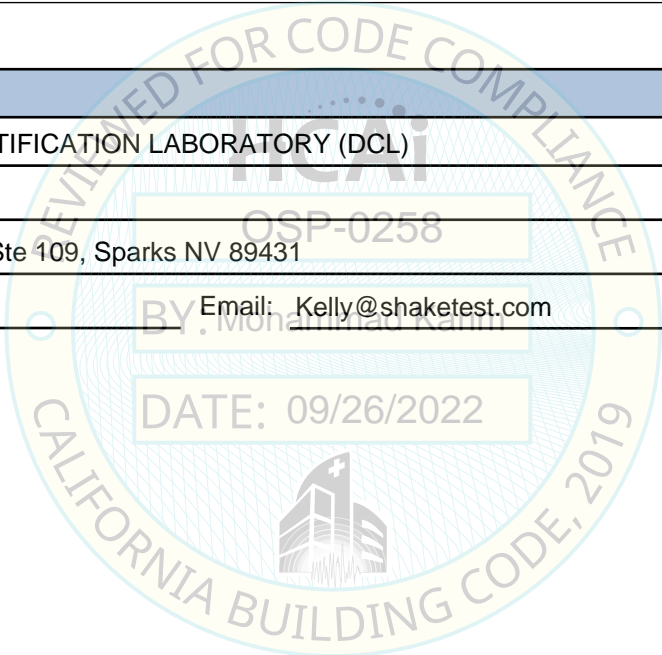 REVIEWED FOR CODE COMPLIANCE
HCAi
TIFICATION LABORATORY (DCL)
OSP-0258
Ste 109, Sparks NV 89431
Email: Kelly@shaketest.com
BY: Mohammad Karim
DATE: 09/26/2022
CALIFORNIA BUILDING CODE, 2019